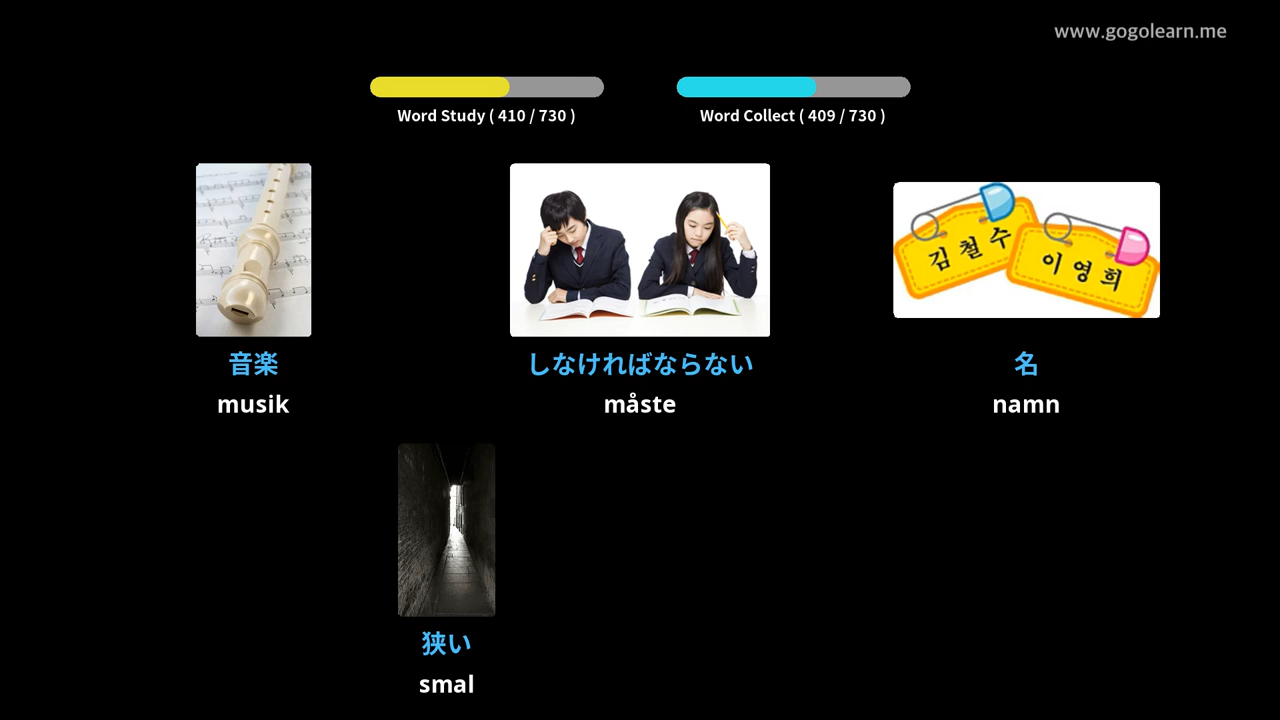 www.gogolearn.me
Word Study ( 410 / 730 )
Word Collect ( 409 / 730 )
김철수
이영희
音楽
musik
しなければならない
måste
名
namn
狭い
smal